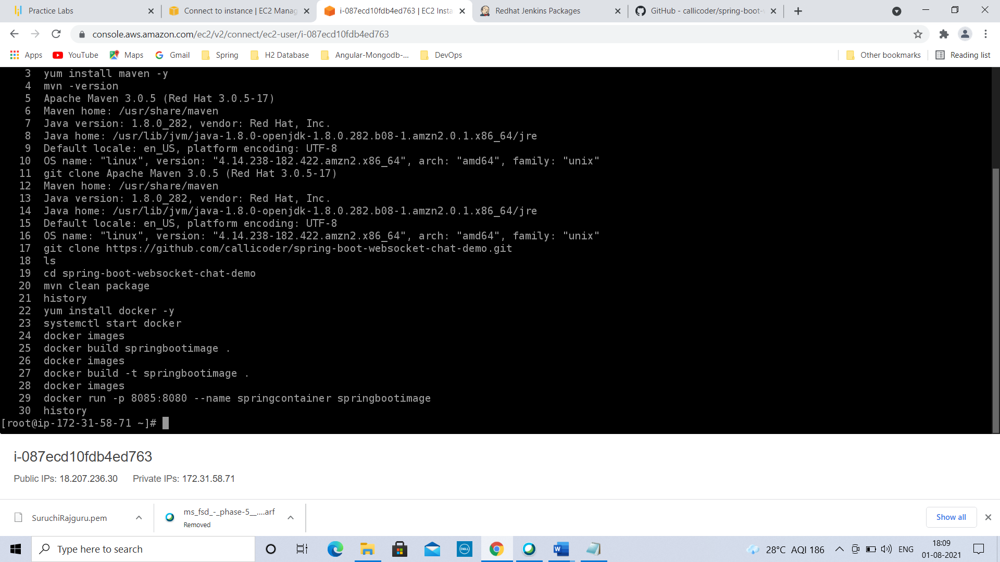 Practice Labs
Connect to instance | EC2 Manag
i-087ecd10fdb4ed763 | EC2 Insta
Redhat Jenkins Packages
GitHub - callicoder/spring-boot-
console.aws.amazon.com/ec2/v2/connect/ec2-user/i-087ecd10fdb4ed763
Apps YouTube Maps Gmail Spring H2 Database Angular-Mongodb-... DevOps Other bookmarks Reading list
3 yum install maven -y
4 mvn -version
5 Apache Maven 3.0.5 (Red Hat 3.0.5-17)
6 Maven home: /usr/share/maven
7 Java version: 1.8.0_282, vendor: Red Hat, Inc.
8 Java home: /usr/lib/jvm/java-1.8.0-openjdk-1.8.0.282.b08-1.amzn2.0.1.x86_64/jre
9 Default locale: en_US, platform encoding: UTF-8
10 OS name: "linux", version: "4.14.238-182.422.amzn2.x86_64", arch: "amd64", family: "unix"
11 git clone Apache Maven 3.0.5 (Red Hat 3.0.5-17)
12 Maven home: /usr/share/maven
13 Java version: 1.8.0_282, vendor: Red Hat, Inc.
14 Java home: /usr/lib/jvm/java-1.8.0-openjdk-1.8.0.282.b08-1.amzn2.0.1.x86_64/jre
15 Default locale: en_US, platform encoding: UTF-8
16 OS name: "linux", version: "4.14.238-182.422.amzn2.x86_64", arch: "amd64", family: "unix"
17 git clone https://github.com/callicoder/spring-boot-websocket-chat-demo.git
18 ls
19 cd spring-boot-websocket-chat-demo
20 mvn clean package
21 history
22 yum install docker -y
23 systemctl start docker
24 docker images
25 docker build springbootimage .
26 docker images
27 docker build -t springbootimage .
28 docker images
29 docker run -p 8085:8080 --name springcontainer springbootimage
30 history
[root@ip-172-31-58-71 ~]#
i-087ecd10fdb4ed763
Public IPs: 18.207.236.30 Private IPs: 172.31.58.71
SuruchiRajguru.pem
ms_fsd_-_phase-5__....arf
Removed
Show all
Type here to search
DELL
W
28°C AQI 186
ENG
18:09
01-08-2021